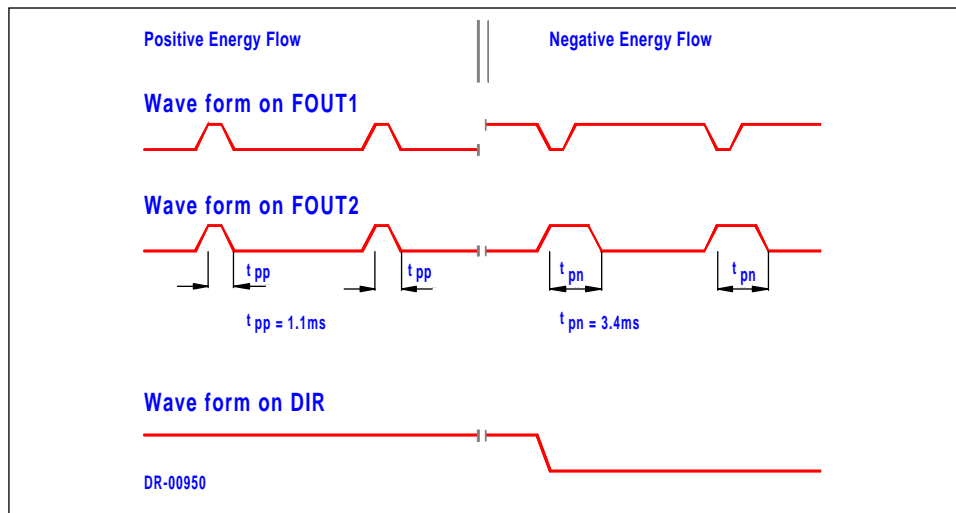 Positive Energy Flow
Negative Energy Flow
Wave form on FOUT1
Wave form on FOUT2
t pp
t pp
t pn
t pn
t pp = 1.1ms
t pn = 3.4ms
Wave form on DIR
DR-00950